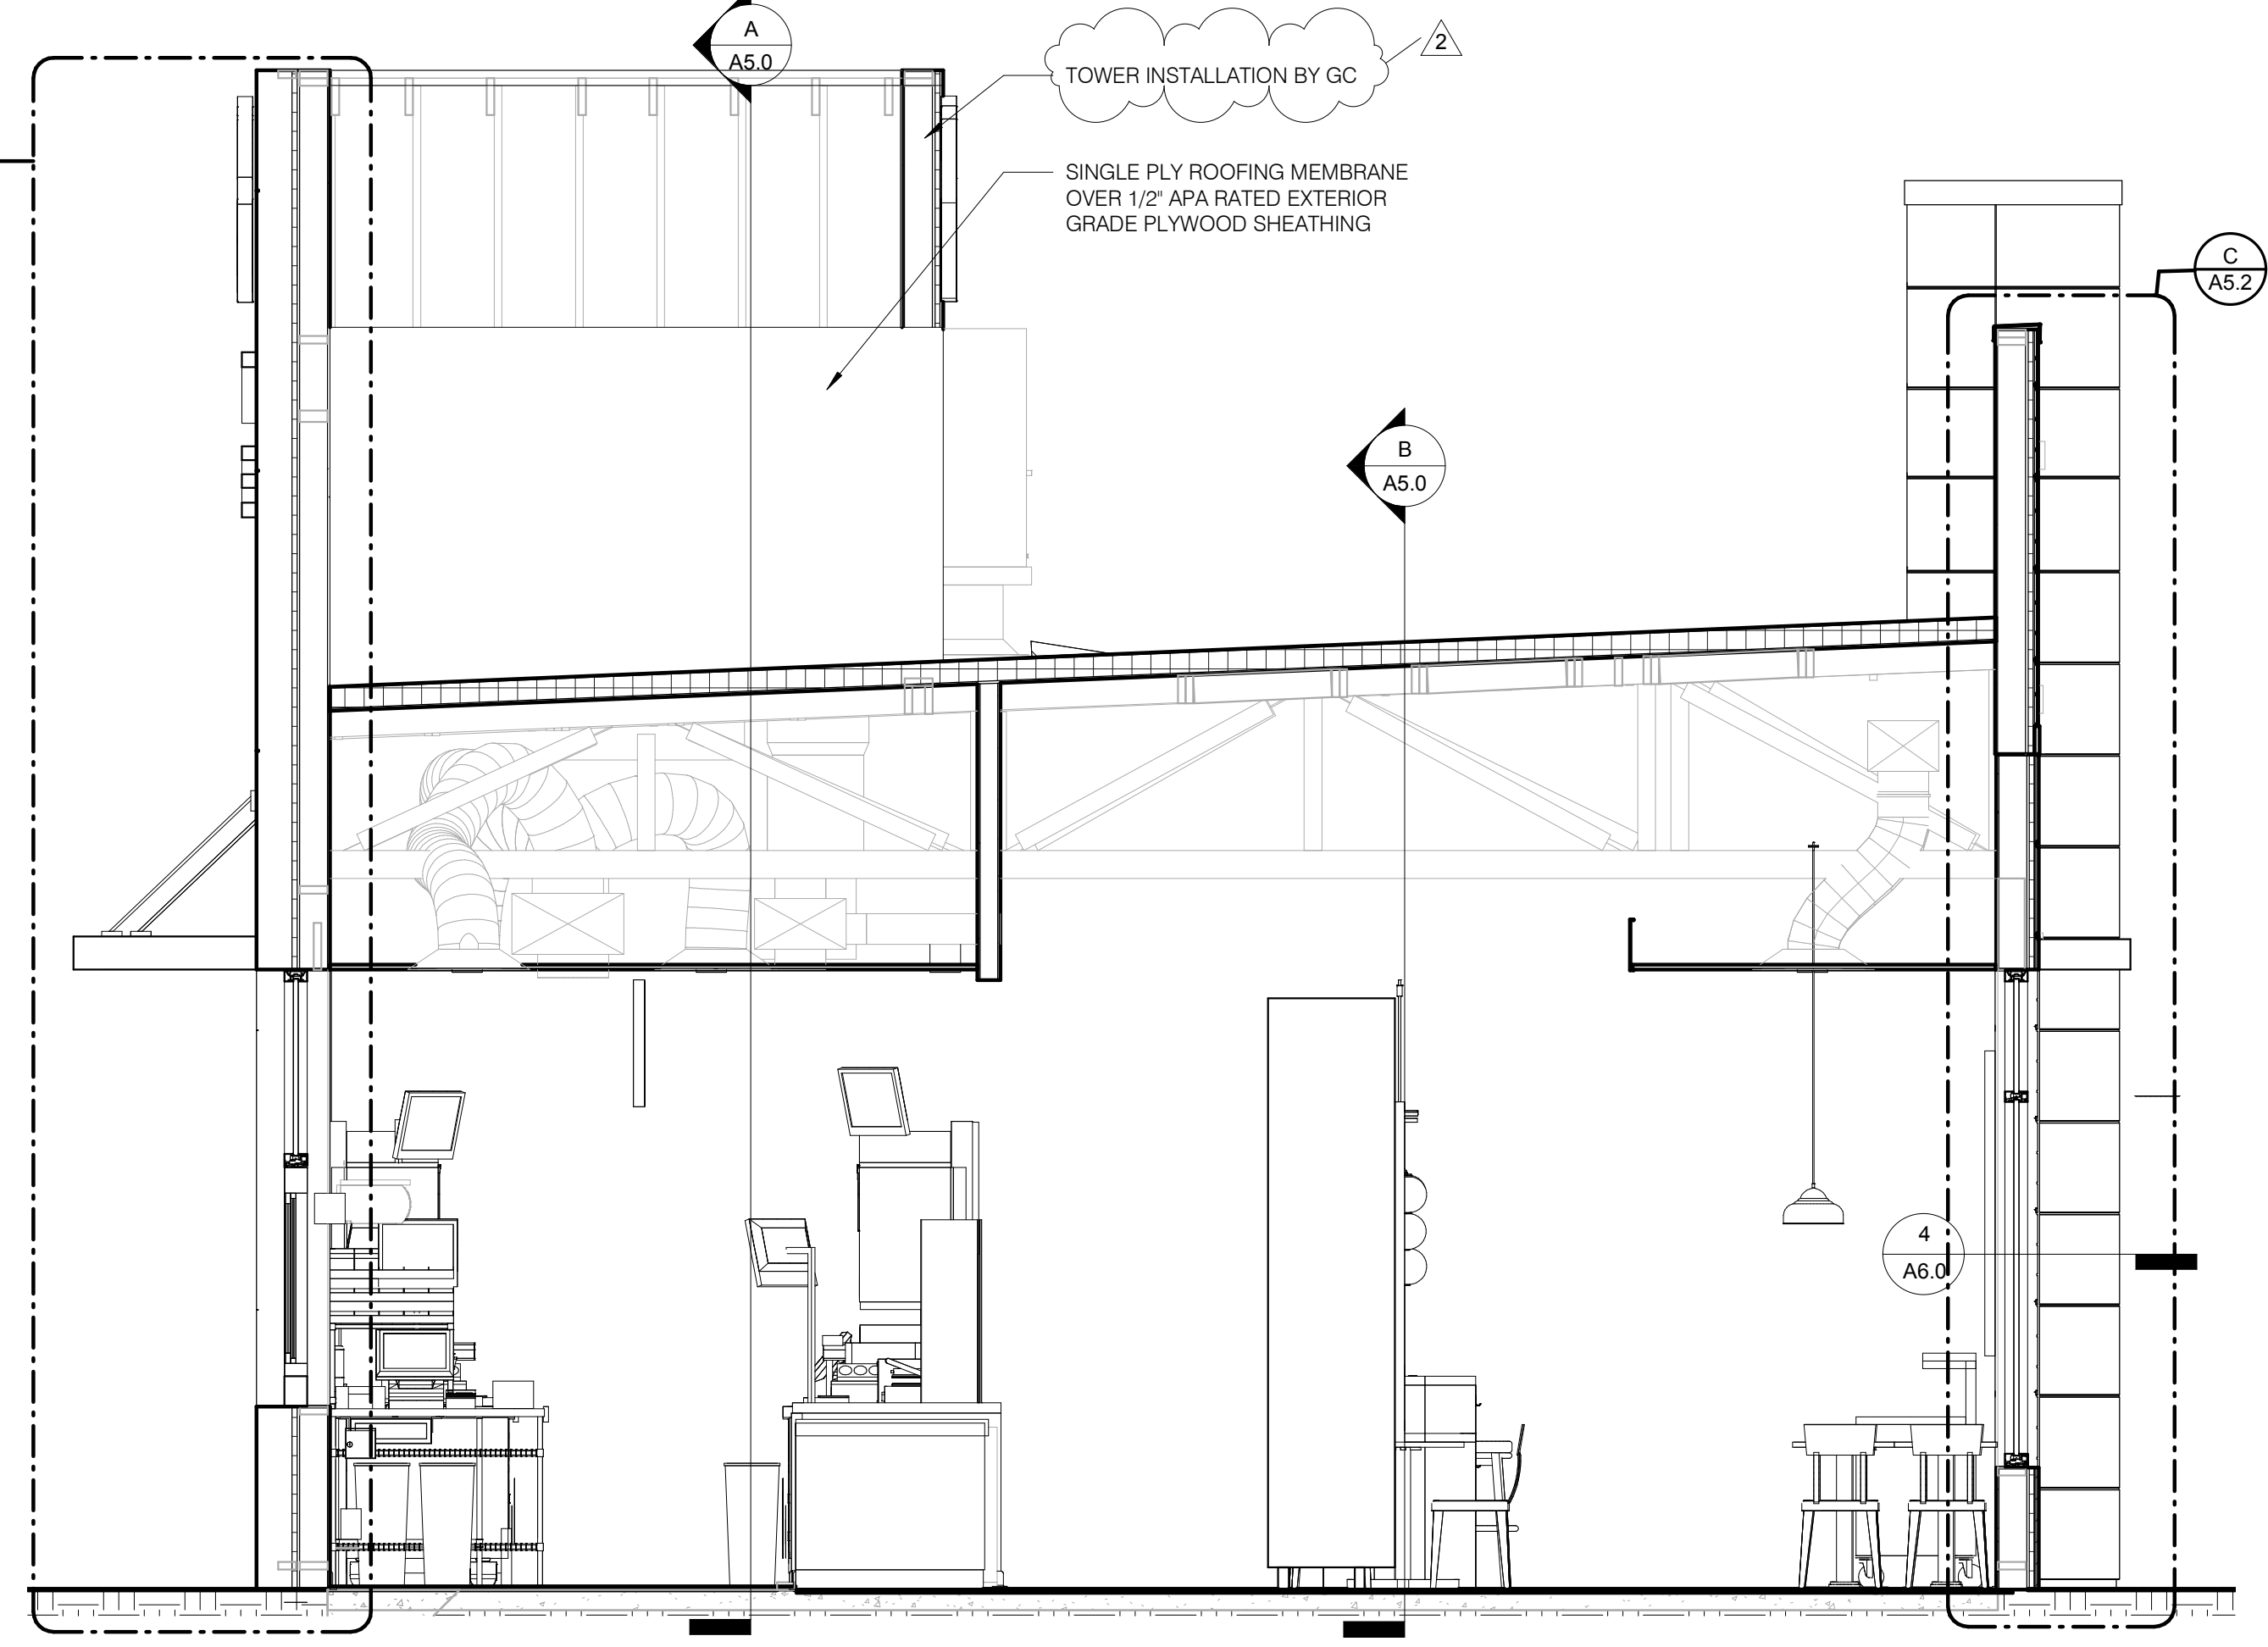 A
A5.0
TOWER INSTALLATION BY GC
2
SINGLE PLY ROOFING MEMBRANE
OVER 1/2" APA RATED EXTERIOR
GRADE PLYWOOD SHEATHING
C
A5.2
B
A5.0
4
A6.0